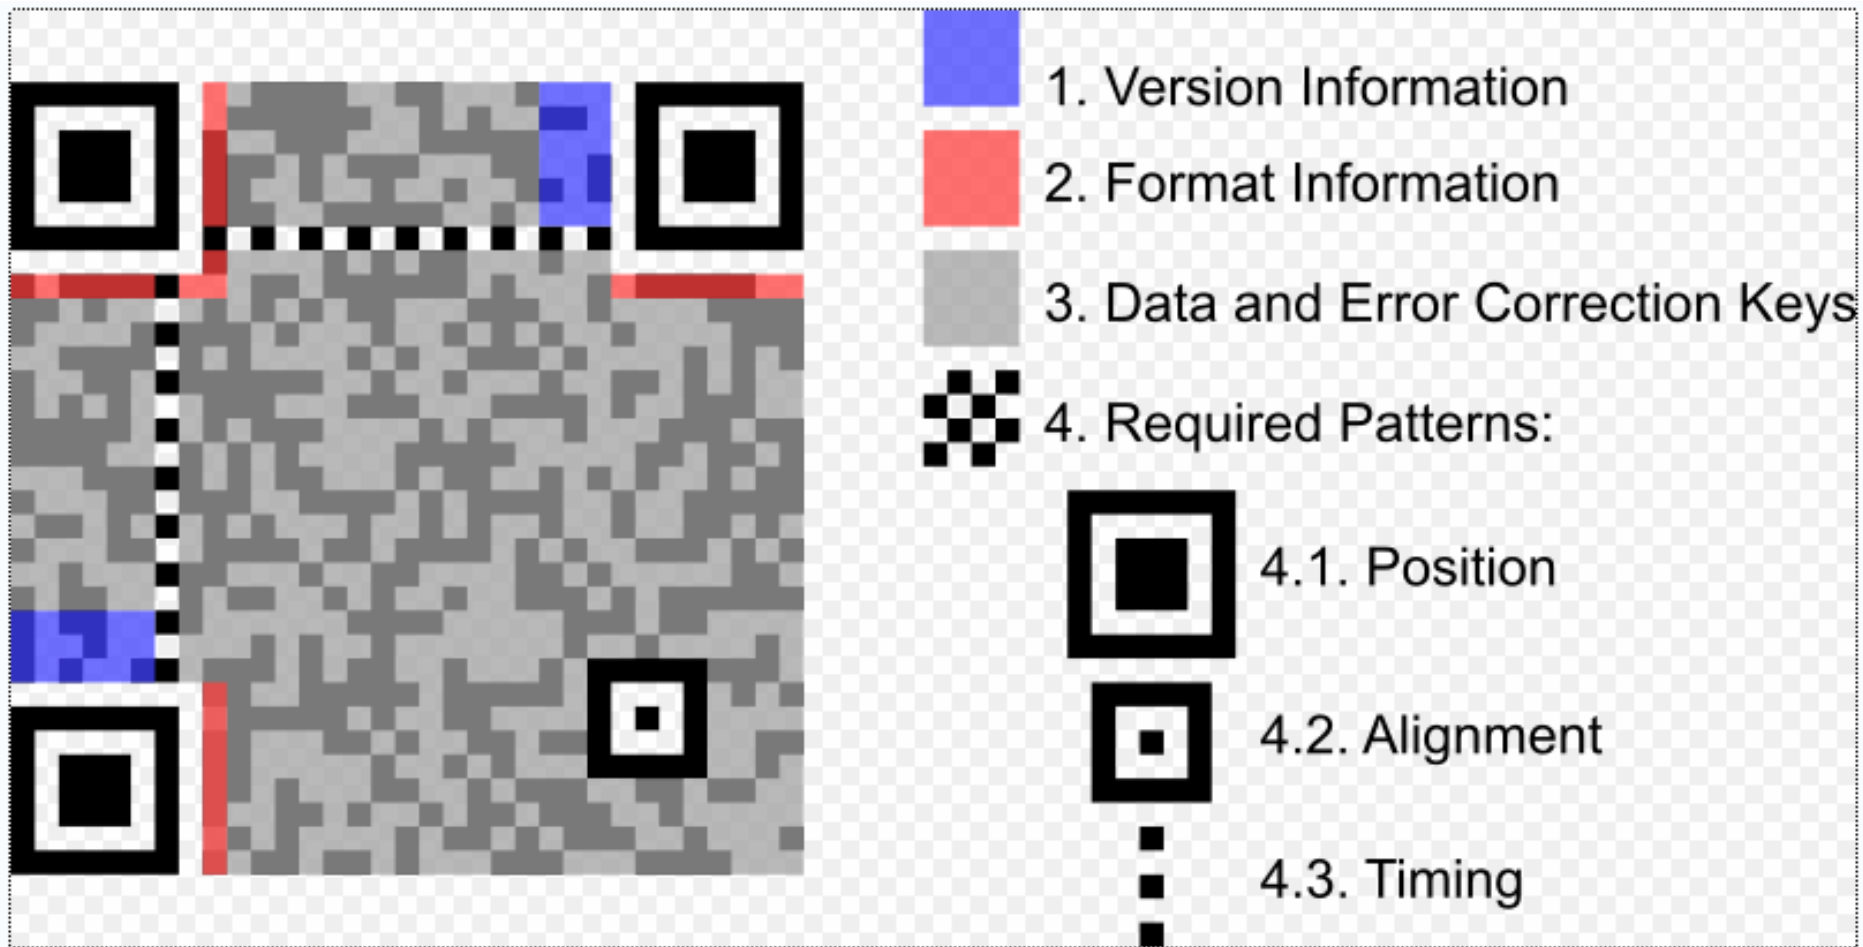 1. Version Information
2. Format Information
3. Data and Error Correction Keys
4. Required Patterns:
4.1. Position
4.2. Alignment
4.3. Timing